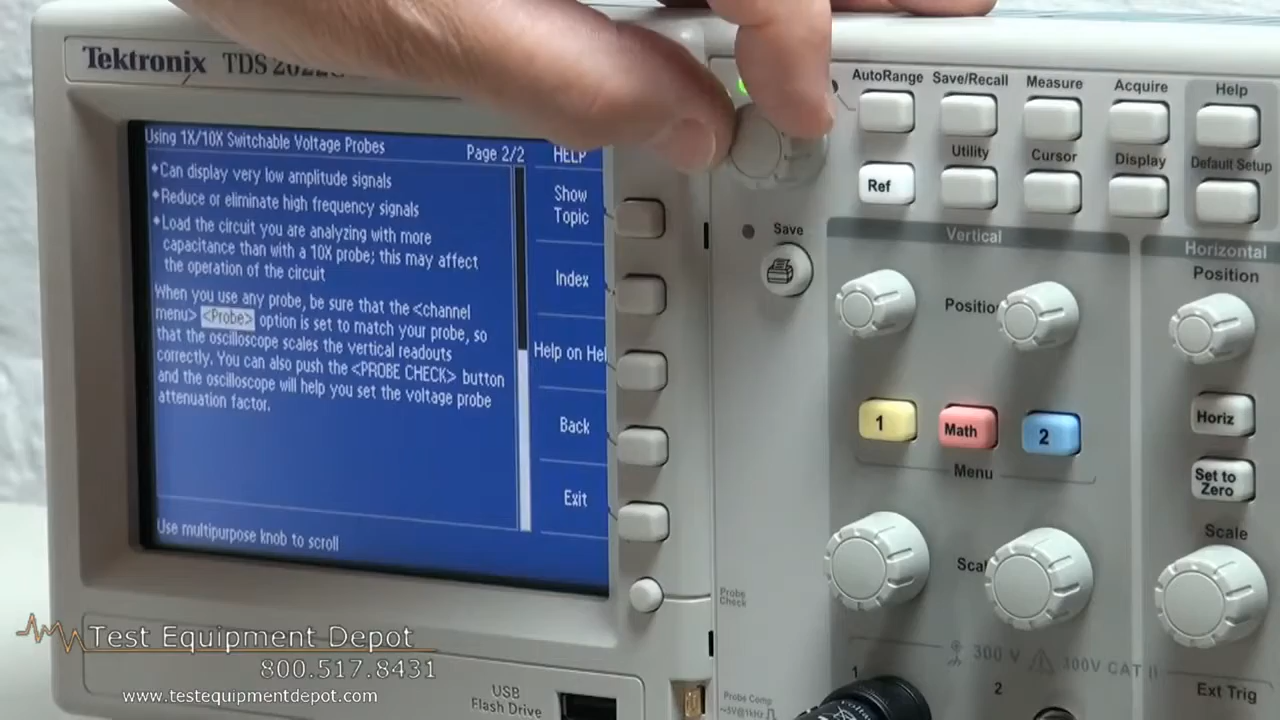 Tektronix TDS 2022C
Using 1X/10X Switchable Voltage Probes
Page 2/2
HELP
Can display very low amplitude signals
Reduce or eliminate high frequency signals
Load the circuit you are analyzing with more
capacitance than with a 10X probe; this may affect
the operation of the circuit
When you use any probe, be sure that the <channel
menu> <Probe> option is set to match your probe, so
that the oscilloscope scales the vertical readouts
correctly. You can also push the <PROBE CHECK> button
and the oscilloscope will help you set the voltage probe
attenuation factor.
Use multipurpose knob to scroll
Show
Topic
Index
Help on Hel
Back
Exit
AutoRange
Save/Recall
Measure
Acquire
Help
Utility
Cursor
Display
Default Setup
Ref
Save
Vertical
Horizontal
Position
Position
1
Math
2
Menu
Horiz
Set to
Zero
Scale
Scale
Probe
Check
300 V
300V CAT II
1
2
Ext Trig
USB
Flash Drive
Probe Comp
~5V@1kHz
Test Equipment Depot
800.517.8431
www.testequipmentdepot.com